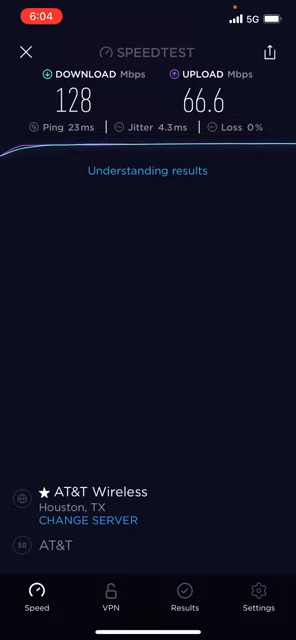 6:04
5G
SPEEDTEST
DOWNLOAD Mbps
UPLOAD Mbps
128
66.6
Ping 23ms
Jitter 4.3ms
Loss 0%
Understanding results
AT&T Wireless
Houston, TX
CHANGE SERVER
5G
AT&T
Speed
VPN
Results
Settings